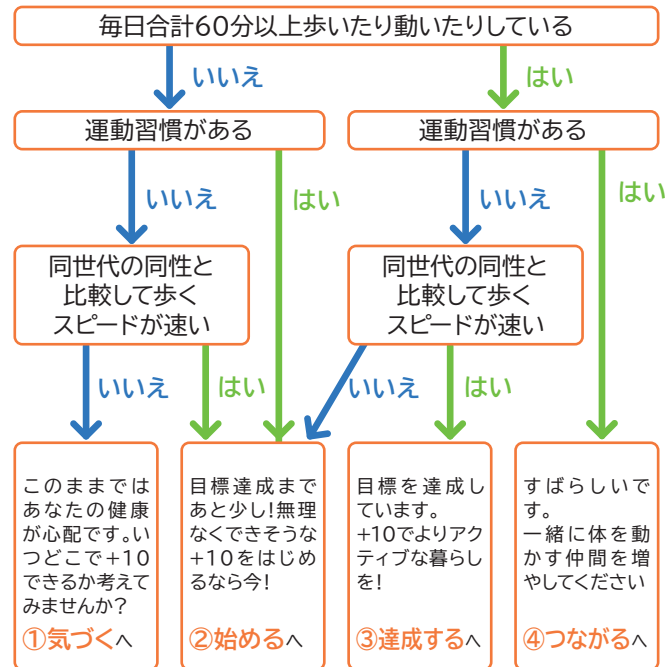 毎日合計60分以上歩いたり動いたりしている
いいえ
はい
運動習慣がある
運動習慣がある
いいえ
はい
いいえ
はい
同世代の同性と
比較して歩く
スピードが速い
同世代の同性と
比較して歩く
スピードが速い
いいえ
はい
いいえ
はい
このままでは
あなたの健康
が心配です。い
つどこで+10
できるか考えて
みませんか?
①気づくへ
目標達成まで
あと少し!無理
なくできそうな
+10をはじめ
るなら今!
②始めるへ
目標を達成し
ています。
+10でよりアク
ティブな暮らし
を!
③達成するへ
すばらしいで
す。
一緒に体を動
かす仲間を増
やしてください
④つながるへ